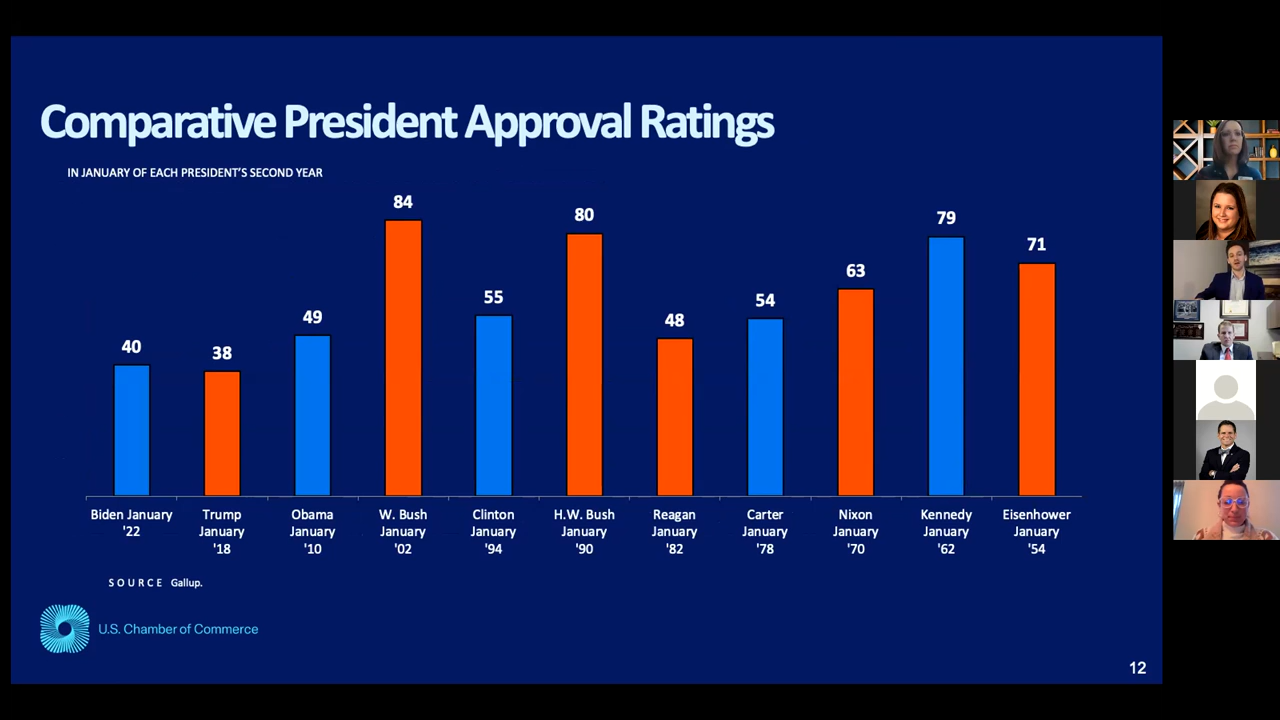 Comparative President Approval Ratings
IN JANUARY OF EACH PRESIDENT'S SECOND YEAR
40
38
49
84
55
80
48
54
63
79
71
Biden January
'22
Trump
January
'18
Obama
January
'10
W. Bush
January
'02
Clinton
January
'94
H.W. Bush
January
'90
Reagan
January
'82
Carter
January
'78
Nixon
January
'70
Kennedy
January
'62
Eisenhower
January
'54
SOURCE Gallup.
U.S. Chamber of Commerce
12